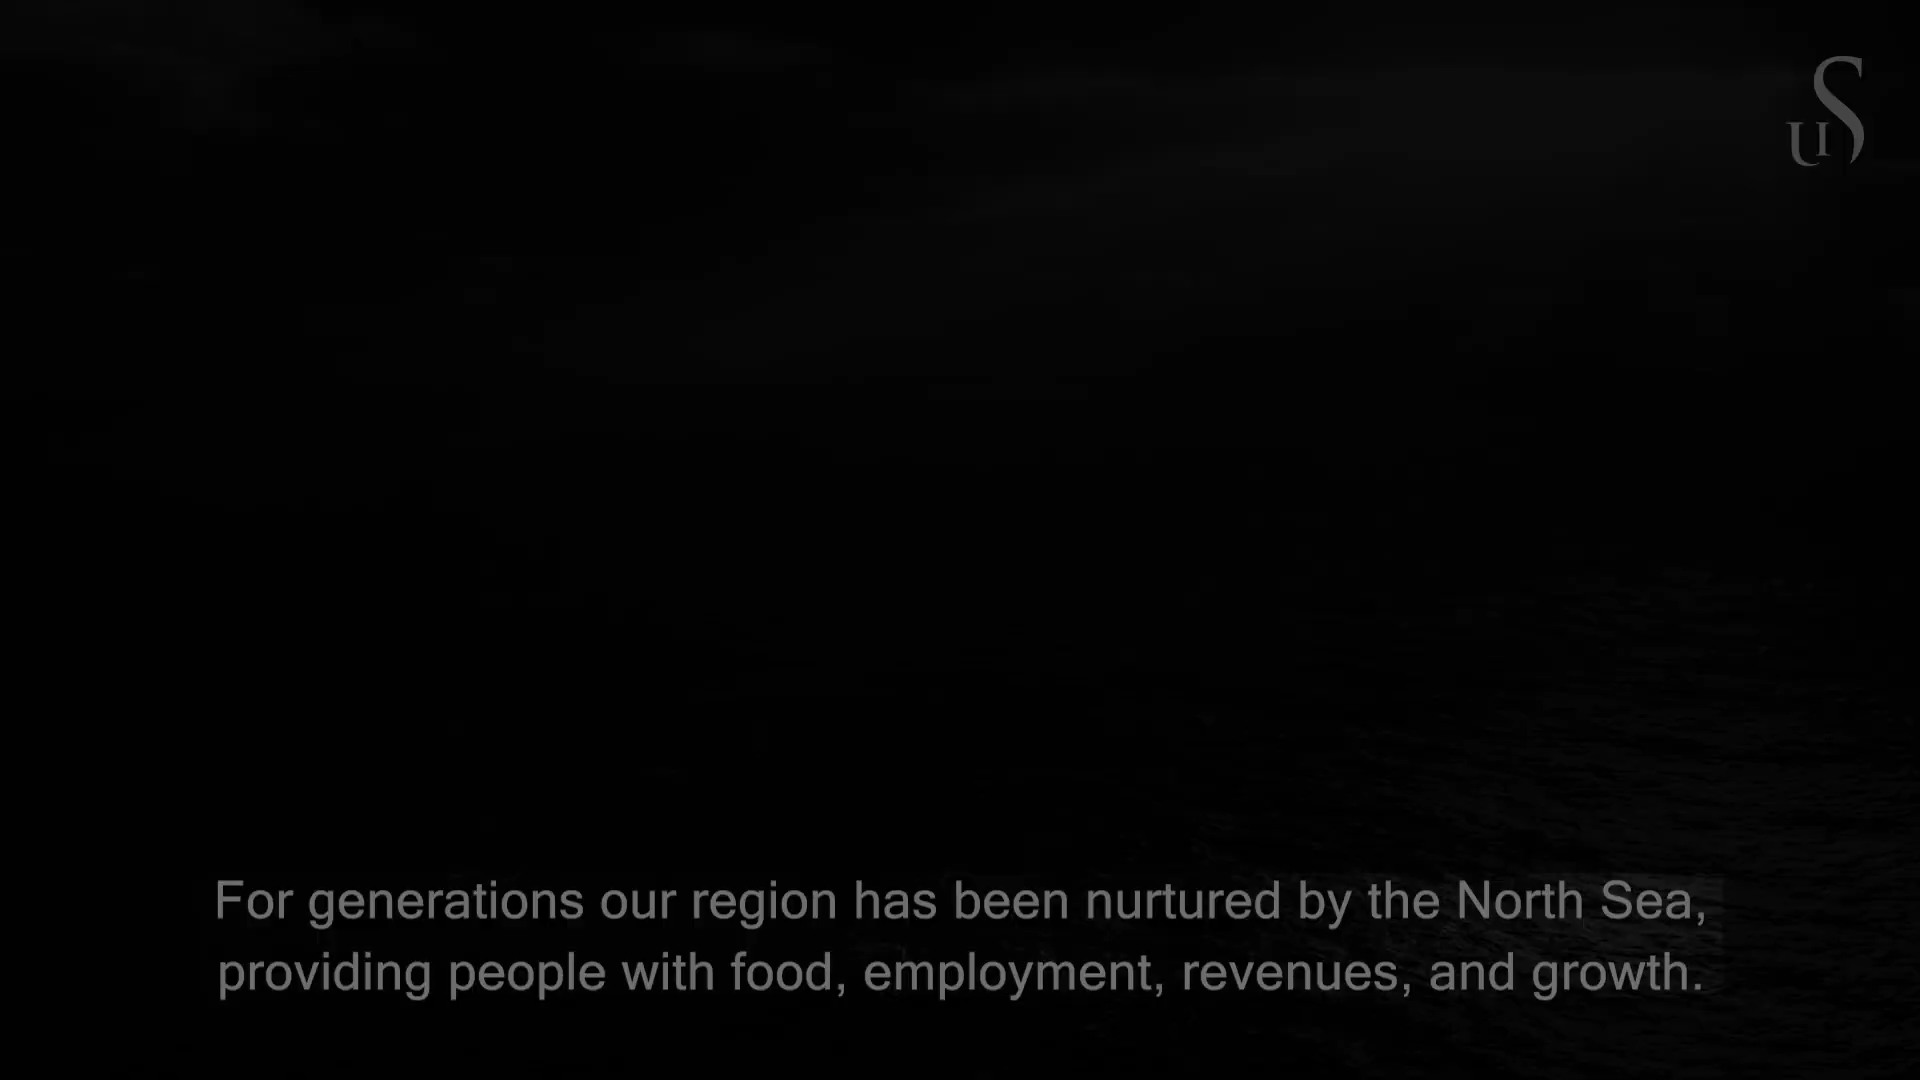 UiS
For generations our region has been nurtured by the North Sea,
providing people with food, employment, revenues, and growth.